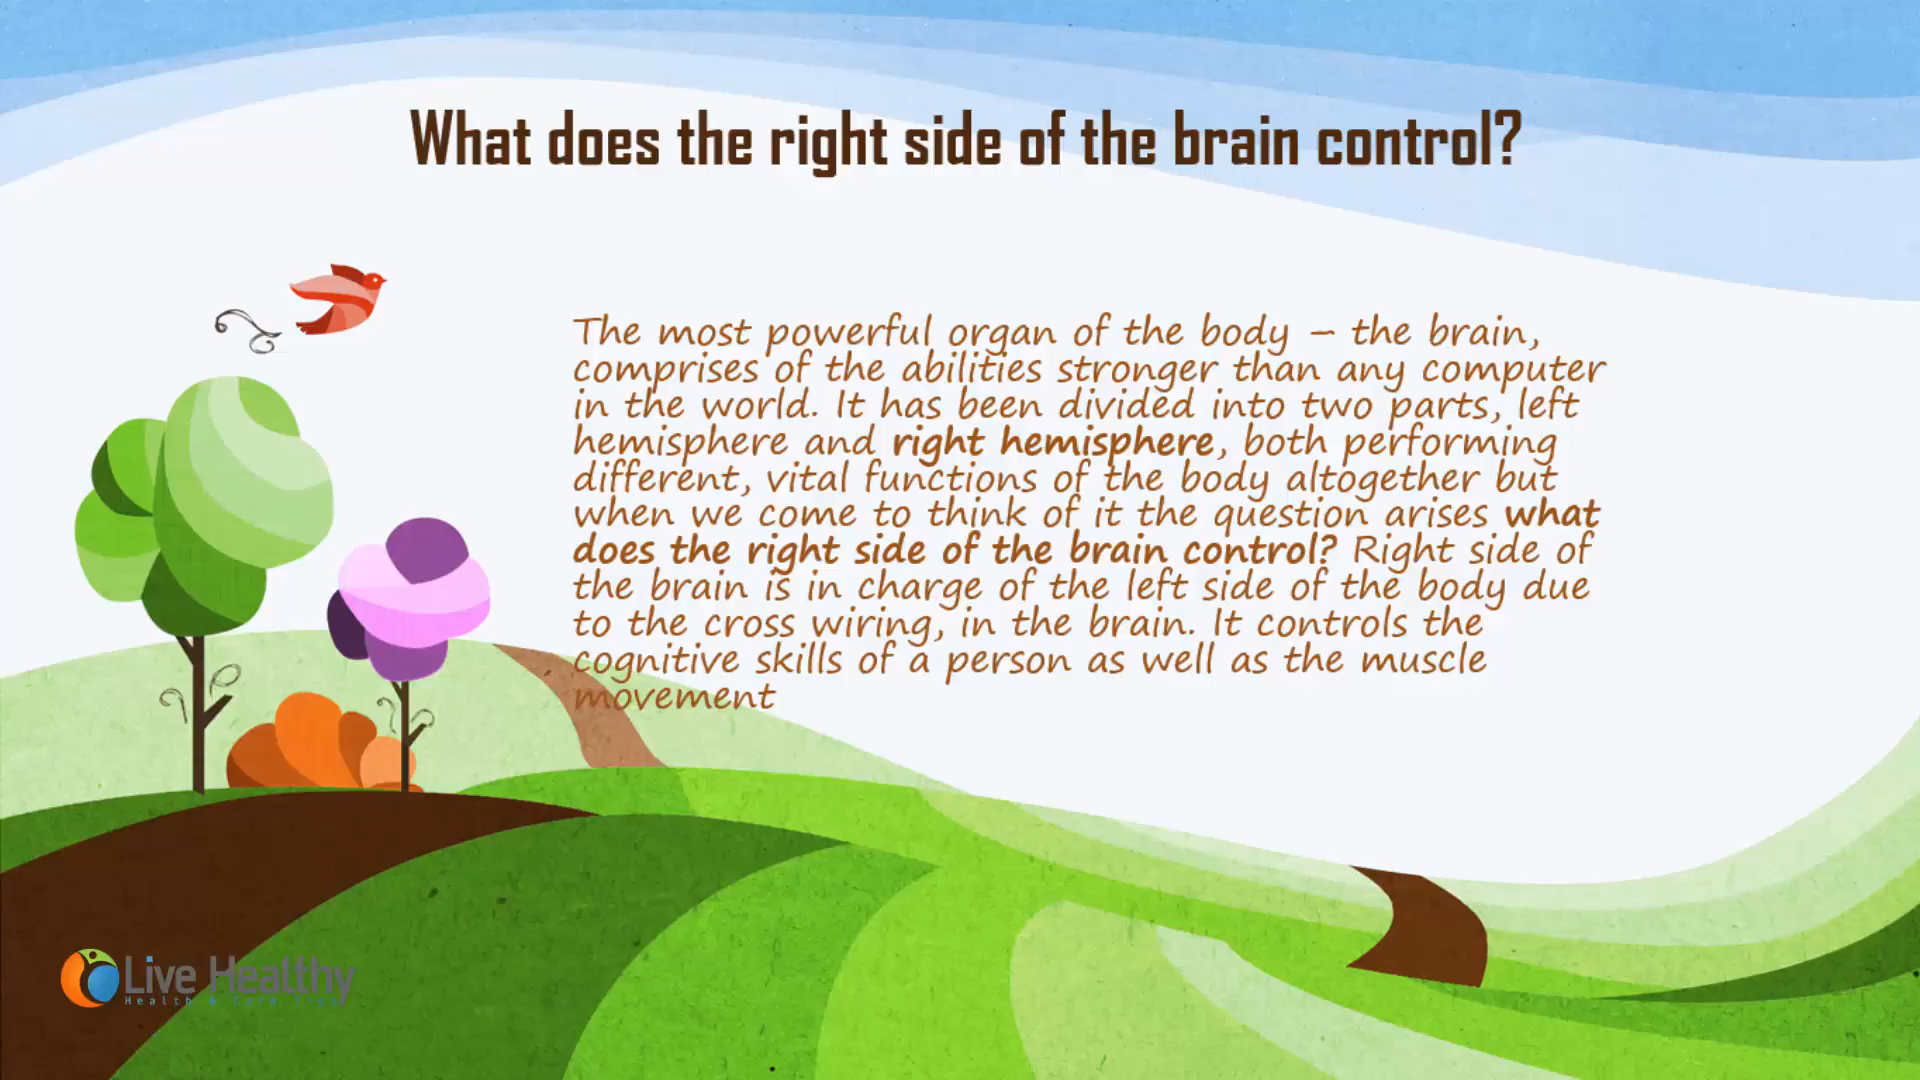 What does the right side of the brain control?
The most powerful organ of the body – the brain,
comprises of the abilities stronger than any computer
in the world. It has been divided into two parts, left
hemisphere and right hemisphere, both performing
different, vital functions of the body altogether but
when we come to think of it the question arises what
does the right side of the brain control? Right side of
the brain is in charge of the left side of the body due
to the cross wiring, in the brain. It controls the
cognitive skills of a person as well as the muscle
movement
Live Healthy
Health & Care Tips